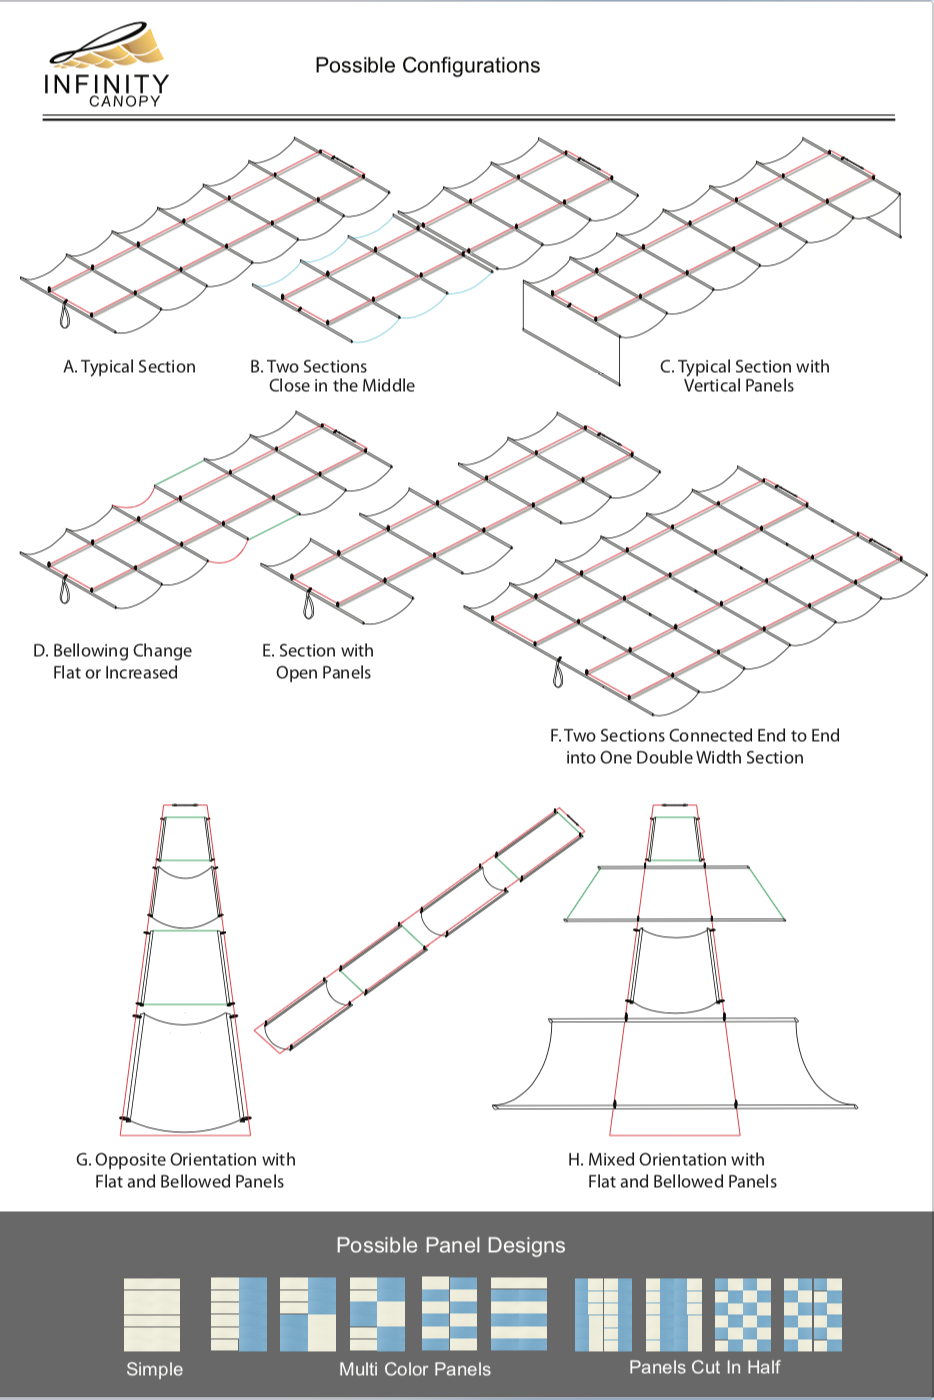 INFINITY
CANOPY
Possible Configurations
A. Typical Section
B. Two Sections
Close in the Middle
C. Typical Section with
Vertical Panels
D. Bellowing Change
Flat or Increased
E. Section with
Open Panels
F. Two Sections Connected End to End
into One Double Width Section
G. Opposite Orientation with
Flat and Bellowed Panels
H. Mixed Orientation with
Flat and Bellowed Panels
Possible Panel Designs
Simple
Multi Color Panels
Panels Cut In Half